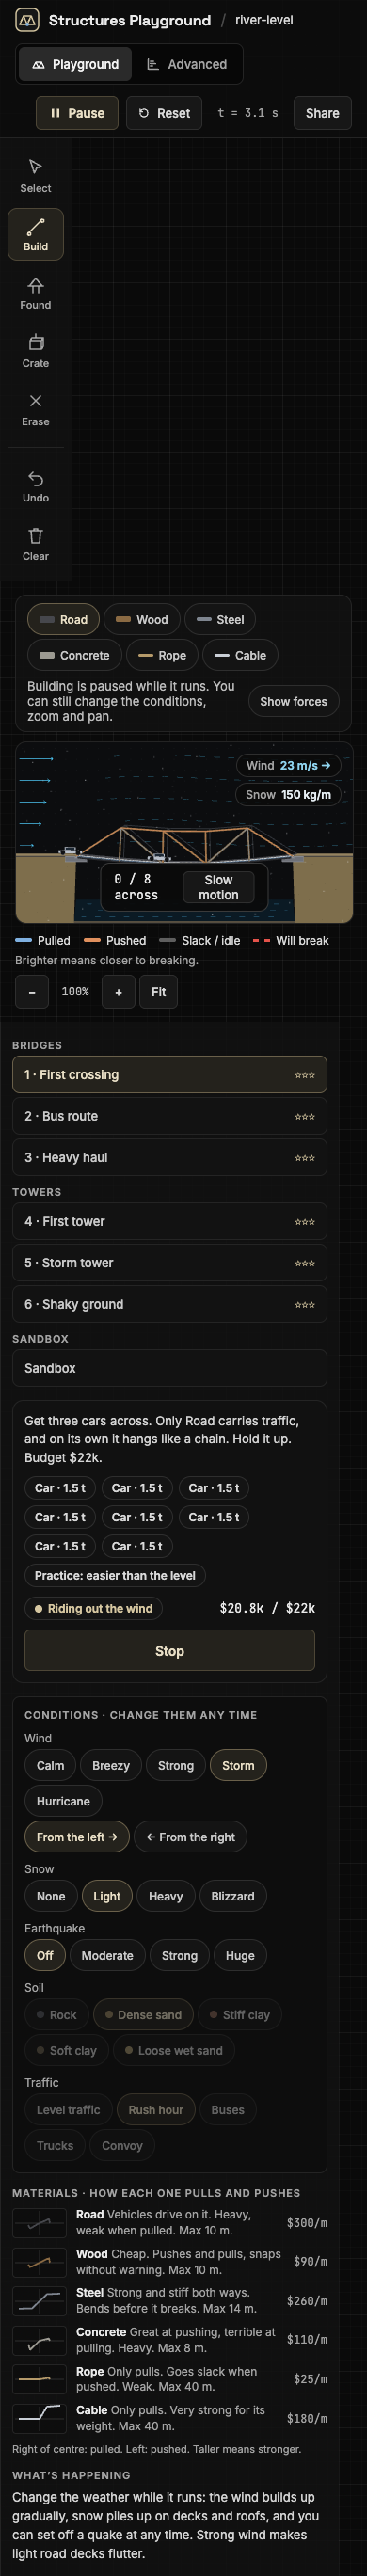 Structures Playground / river-level
Playground Advanced
Pause Reset t = 3.1 s Share
Select
Build
Found
Crate
Erase
Undo
Clear
Road Wood Steel
Concrete Rope Cable
Building is paused while it runs. You
can still change the conditions,
zoom and pan.
Show forces
Wind 23 m/s →
Snow 150 kg/m
0 / 8
across
Slow
motion
Pulled Pushed Slack / idle Will break
Brighter means closer to breaking.
− 100% + Fit
BRIDGES
1 · First crossing ☆☆☆
2 · Bus route ☆☆☆
3 · Heavy haul ☆☆☆
TOWERS
4 · First tower ☆☆☆
5 · Storm tower ☆☆☆
6 · Shaky ground ☆☆☆
SANDBOX
Sandbox
Get three cars across. Only Road carries traffic,
and on its own it hangs like a chain. Hold it up.
Budget $22k.
Car · 1.5 t Car · 1.5 t Car · 1.5 t
Car · 1.5 t Car · 1.5 t Car · 1.5 t
Car · 1.5 t Car · 1.5 t
Practice: easier than the level
Riding out the wind $20.8k / $22k
Stop
CONDITIONS · CHANGE THEM ANY TIME
Wind
Calm Breezy Strong Storm
Hurricane
From the left → ← From the right
Snow
None Light Heavy Blizzard
Earthquake
Off Moderate Strong Huge
Soil
Rock Dense sand Stiff clay
Soft clay Loose wet sand
Traffic
Level traffic Rush hour Buses
Trucks Convoy
MATERIALS · HOW EACH ONE PULLS AND PUSHES
Road Vehicles drive on it. Heavy,
weak when pulled. Max 10 m.
$300/m
Wood Cheap. Pushes and pulls, snaps
without warning. Max 10 m.
$90/m
Steel Strong and stiff both ways.
Bends before it breaks. Max 14 m.
$260/m
Concrete Great at pushing, terrible at
pulling. Heavy. Max 8 m.
$110/m
Rope Only pulls. Goes slack when
pushed. Weak. Max 40 m.
$25/m
Cable Only pulls. Very strong for its
weight. Max 40 m.
$180/m
Right of centre: pulled. Left: pushed. Taller means stronger.
WHAT'S HAPPENING
Change the weather while it runs: the wind builds up
gradually, snow piles up on decks and roofs, and you
can set off a quake at any time. Strong wind makes
light road decks flutter.